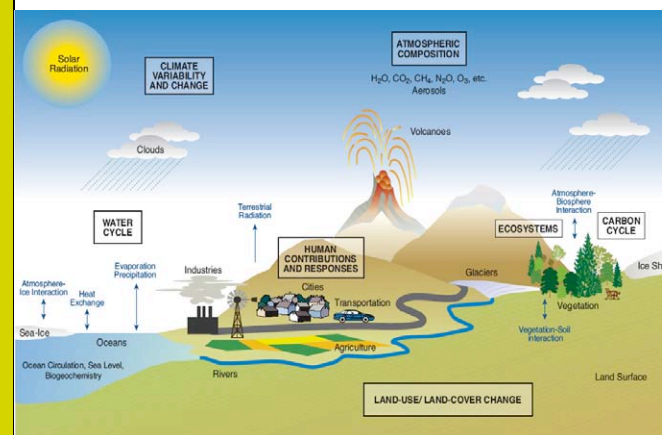 Solar
Radiation
CLIMATE
VARIABILITY
AND CHANGE
ATMOSPHERIC
COMPOSITION
H₂O, CO₂, CH₄, N₂O, O₃, etc.
Aerosols
Volcanoes
Clouds
Atmosphere-
Biosphere
Interaction
Terrestrial
Radiation
WATER
CYCLE
ECOSYSTEMS
CARBON
CYCLE
HUMAN
CONTRIBUTIONS
AND RESPONSES
Evaporation
Precipitation
Industries
Glaciers
Ice Sh
Atmosphere-
Ice Interaction
Heat
Exchange
Cities
Transportation
Vegetation
Sea-Ice
Oceans
Vegetation-Soil
interaction
Agriculture
Ocean Circulation, Sea Level,
Biogeochemistry
Rivers
Land Surface
LAND-USE/ LAND-COVER CHANGE